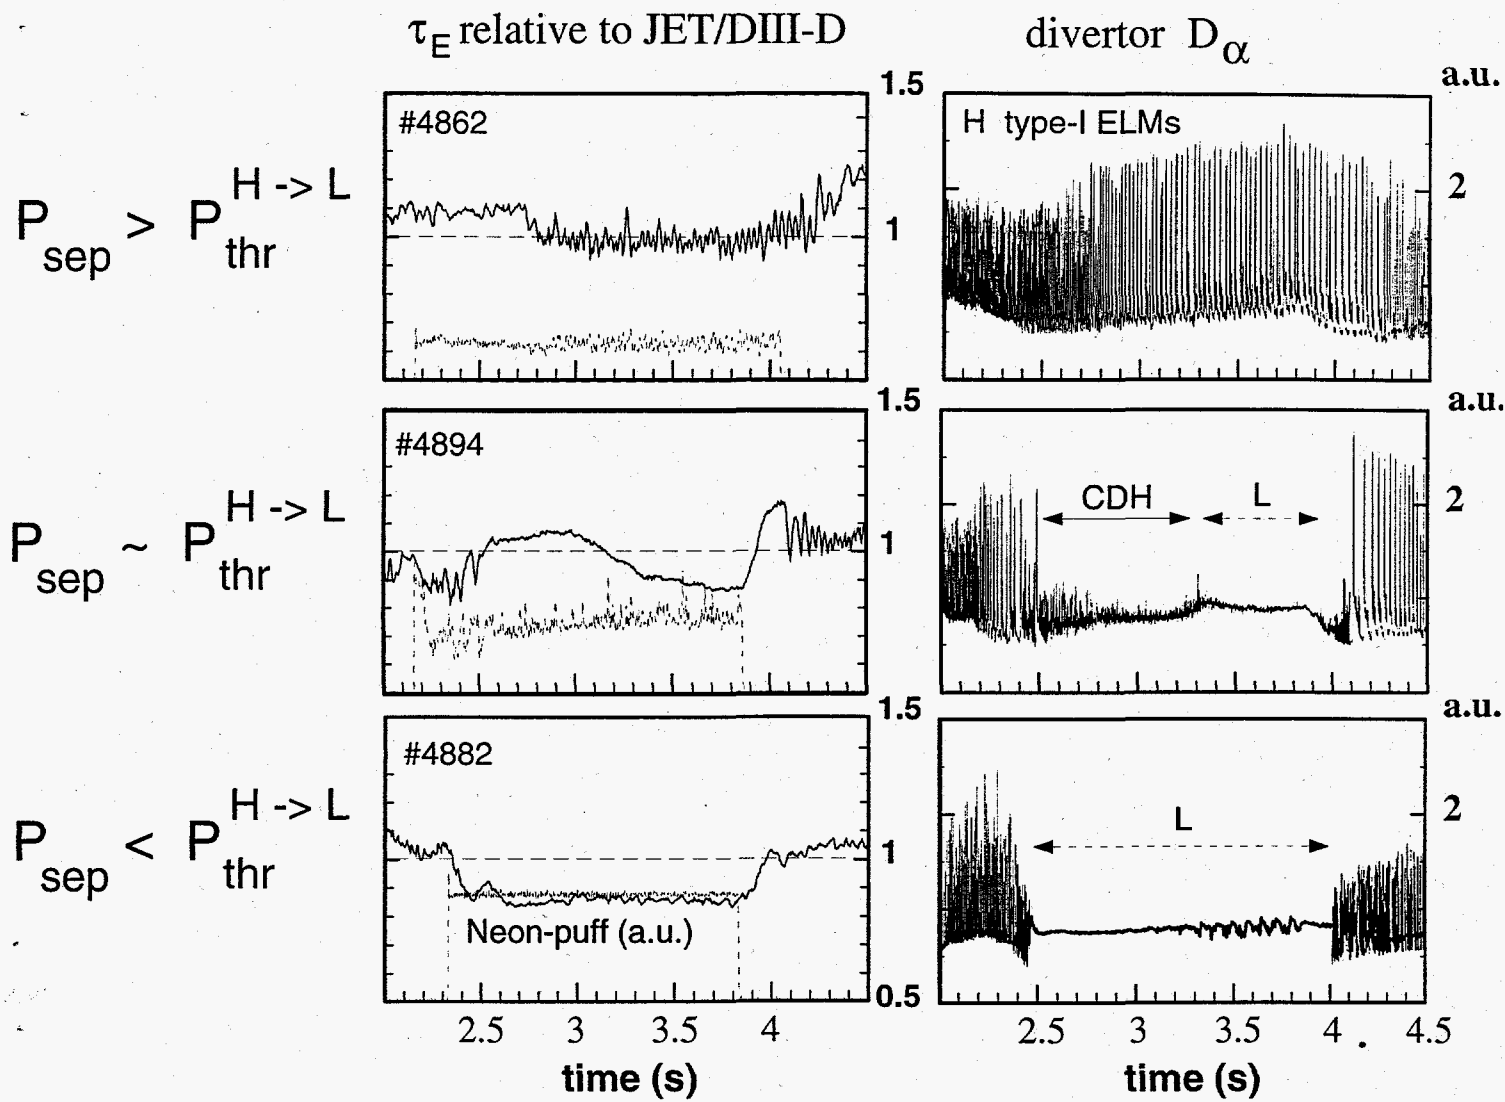 τE relative to JET/DIII-D
divertor Dα
a.u.
1.5
#4862
H type-I ELMs
Psep > Pthr H -> L
1
2
1.5
a.u.
#4894
CDH
L
Psep ~ Pthr H -> L
1
2
1.5
a.u.
#4882
L
Psep < Pthr H -> L
1
2
Neon-puff (a.u.)
0.5
2.5 3 3.5 4
2.5 3 3.5 4 4.5
time (s)
time (s)